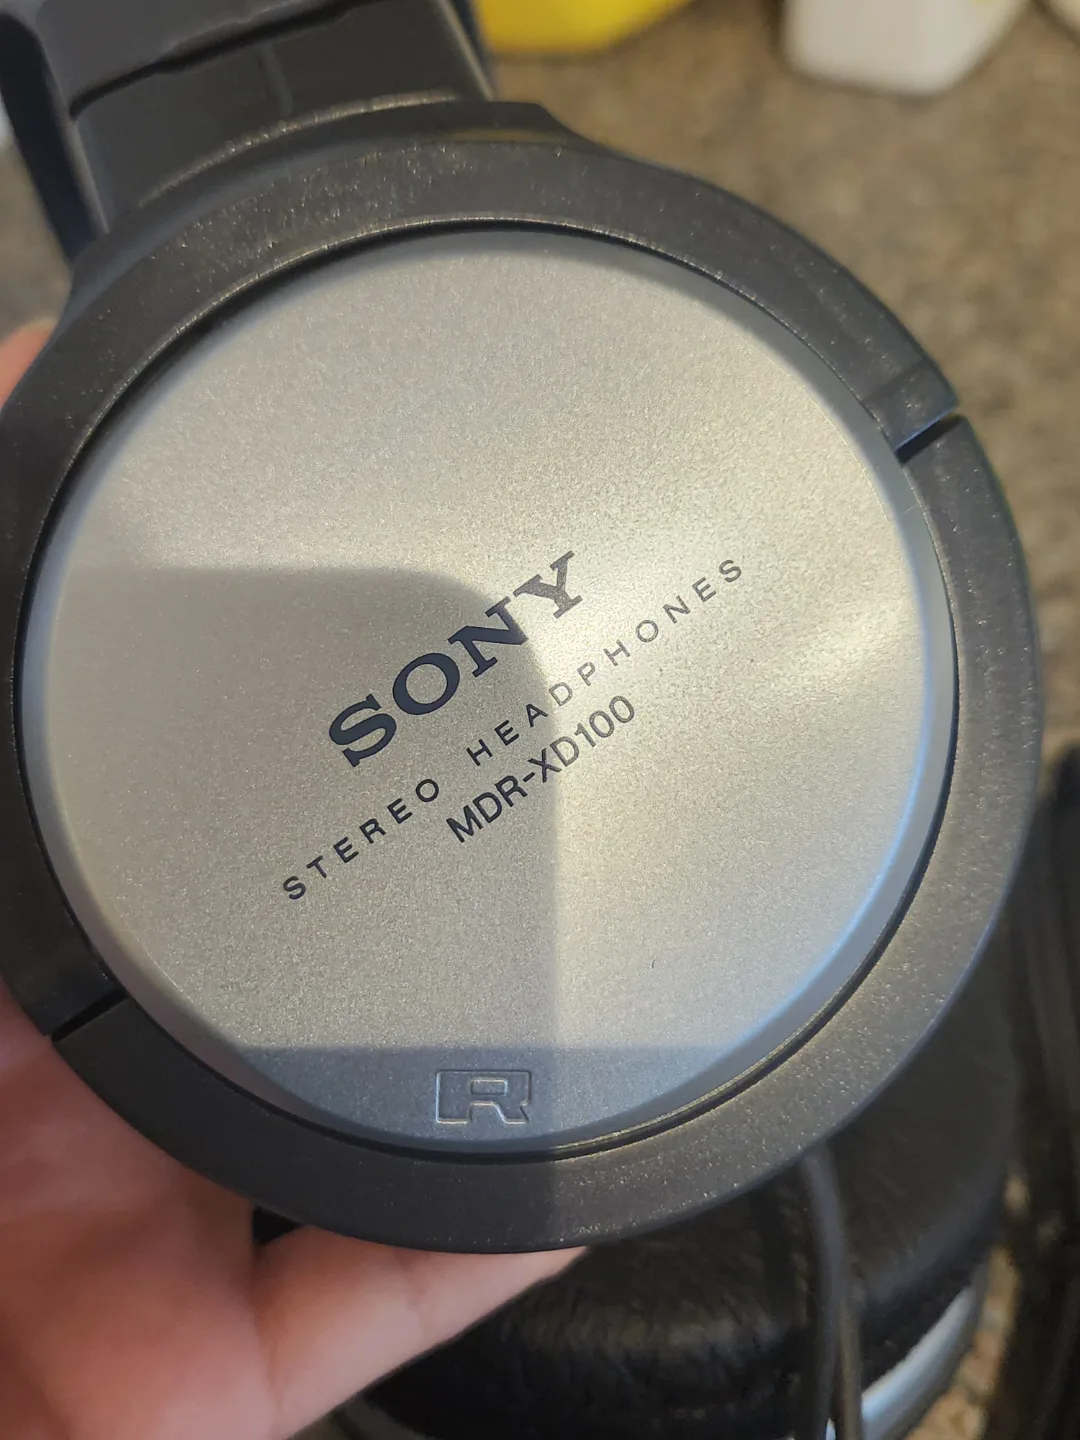 SONY
STEREO HEADPHONES
MDR-XD100
R